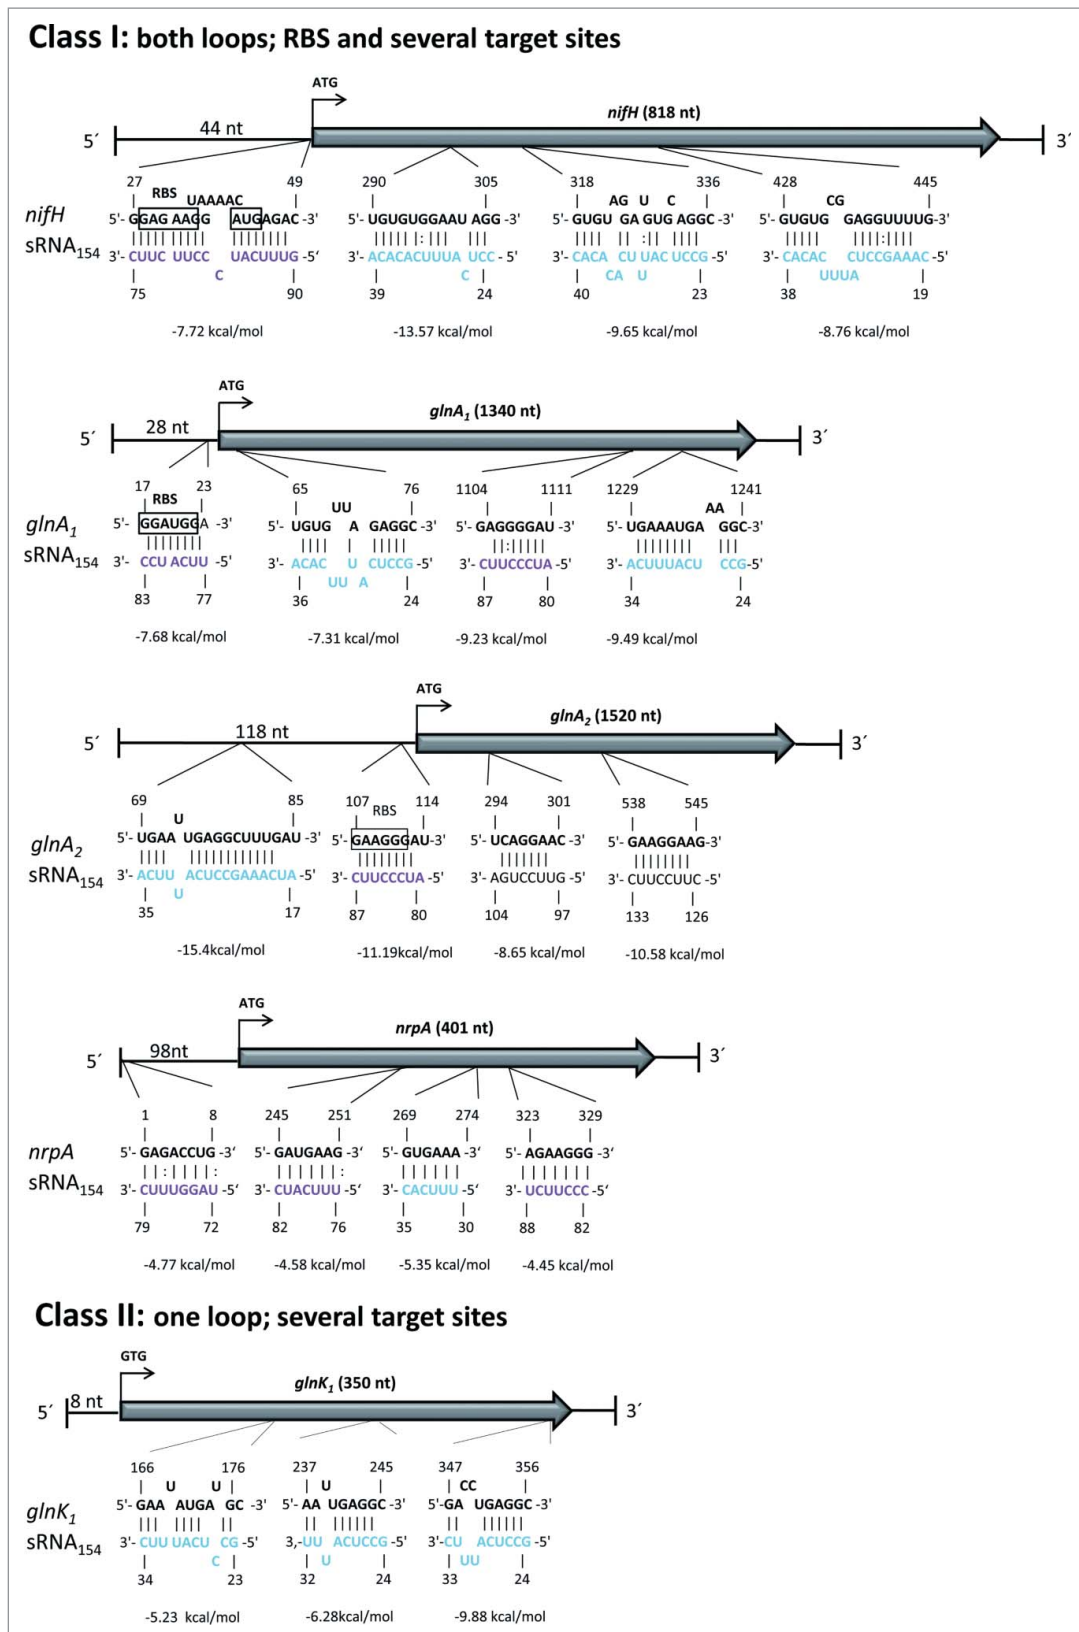 Class I: both loops; RBS and several target sites
ATG
nifH (818 nt)
44 nt
5´ 3´
27 49 290 305 318 336 428 445
RBS UAAAAC AG U C CG
nifH 5'- GGAG AAGG AUGAGAC -3' 5'- UGUGUGGAAU AGG -3' 5'- GUGU GA GUG AGGC -3' 5'- GUGUG GAGGUUUUG -3'
|||| |||| ||||||| |||||:||| ||| |||| || :|| |||| ||||| ||||:||||
sRNA154 3'- CUUC UUCC UACUUUG -5' 3'- ACACACUUUA UCC - 5' 3'- CACA CU UAC UCCG -5' 3'- CACAC CUCCGAAAC -5'
C C CA U UUUA
75 90 39 24 40 23 38 19
-7.72 kcal/mol -13.57 kcal/mol -9.65 kcal/mol -8.76 kcal/mol
ATG
glnA1 (1340 nt)
28 nt
5´ 3´
17 23 65 76 1104 1111 1229 1241
RBS UU AA
glnA1 5'- GGAUGGA -3' 5'- UGUG A GAGGC -3' 5'- GAGGGGAU -3' 5'- UGAAAUGA GGC-3'
sRNA154 3'- CCU ACUU -5' 3'- ACAC U CUCCG -5' 3'- CUUCCCUA -5' 3'- ACUUUACU CCG-5'
UU A
83 77 36 24 87 80 34 24
-7.68 kcal/mol -7.31 kcal/mol -9.23 kcal/mol -9.49 kcal/mol
ATG
glnA2 (1520 nt)
118 nt
5´ 3´
69 85 107 114 294 301 538 545
U RBS
glnA2 5'- UGAA UGAGGCUUUGAU -3' 5'- GAAGGGAU -3' 5'- UCAGGAAC -3' 5'- GAAGGAAG-3'
sRNA154 3'- ACUU ACUCCGAAACUA -5' 3'- CUUCCCUA -5' 3'- AGUCCUUG -5' 3'- CUUCCUUC -5'
U
35 17 87 80 104 97 133 126
-15.4kcal/mol -11.19kcal/mol -8.65 kcal/mol -10.58 kcal/mol
ATG
nrpA (401 nt)
98nt
5´ 3´
1 8 245 251 269 274 323 329
nrpA 5'- GAGACCUG -3' 5'- GAUGAAG -3' 5'- GUGAAA -3' 5'- AGAAGGG -3'
sRNA154 3'- CUUUGGAU -5' 3'- CUACUUU -5' 3'- CACUUU -5' 3'- UCUUCCC -5'
79 72 82 76 35 30 88 82
-4.77 kcal/mol -4.58 kcal/mol -5.35 kcal/mol -4.45 kcal/mol
Class II: one loop; several target sites
GTG
glnK1 (350 nt)
8 nt
5´ 3´
166 176 237 245 347 356
U U U CC
glnK1 5'- GAA AUGA GC -3' 5'- AA UGAGGC -3' 5'- GA UGAGGC -3'
sRNA154 3'- CUU UACU CG -5' 3,-UU ACUCCG -5' 3'-CU ACUCCG -5'
C U UU
34 23 32 24 33 24
-5.23 kcal/mol -6.28kcal/mol -9.88 kcal/mol